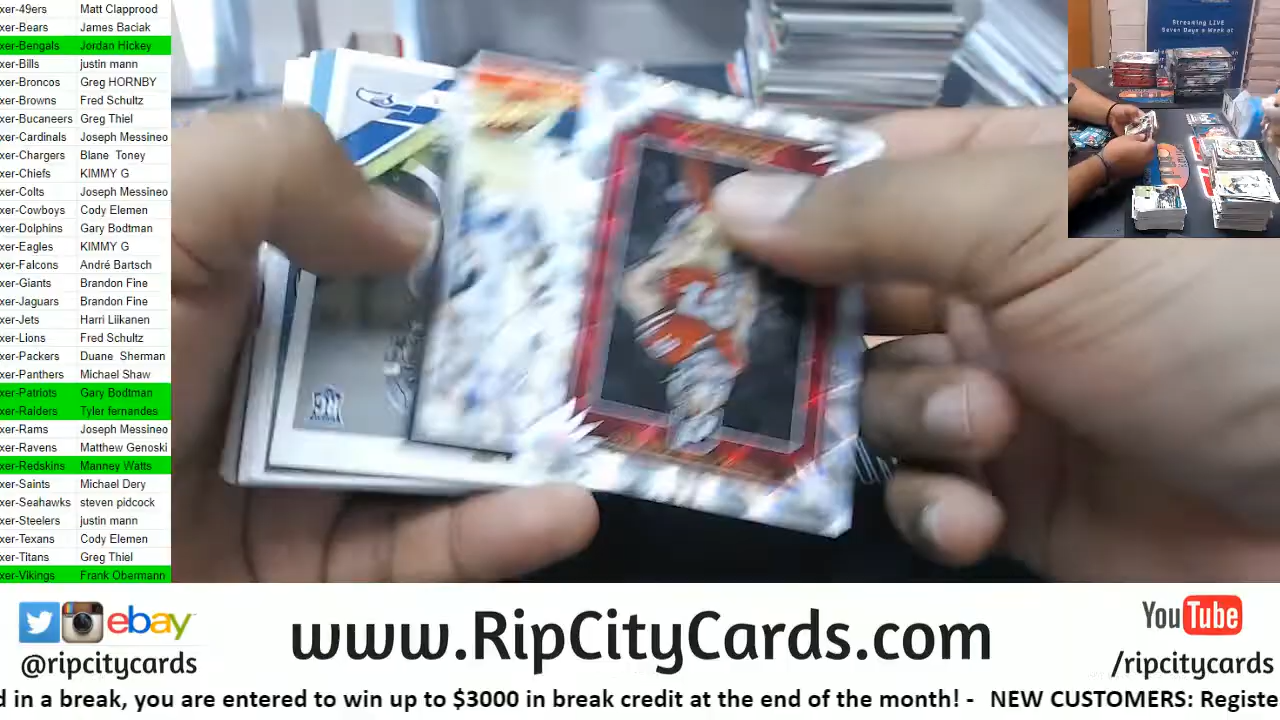 xer-49ers Matt Clapprood
xer-Bears James Baciak
xer-Bengals Jordan Hickey
xer-Bills justin mann
xer-Broncos Greg HORNBY
xer-Browns Fred Schultz
xer-Bucaneers Greg Thiel
xer-Cardinals Joseph Messineo
xer-Chargers Blane Toney
xer-Chiefs KIMMY G
xer-Colts Joseph Messineo
xer-Cowboys Cody Elemen
xer-Dolphins Gary Bodtman
xer-Eagles KIMMY G
xer-Falcons André Bartsch
xer-Giants Brandon Fine
xer-Jaguars Brandon Fine
xer-Jets Harri Liikanen
xer-Lions Fred Schultz
xer-Packers Duane Sherman
xer-Panthers Michael Shaw
xer-Patriots Gary Bodtman
xer-Raiders Tyler fernandes
xer-Rams Joseph Messineo
xer-Ravens Matthew Genoski
xer-Redskins Manney Watts
xer-Saints Michael Dery
xer-Seahawks steven pidcock
xer-Steelers justin mann
xer-Texans Cody Elemen
xer-Titans Greg Thiel
xer-Vikings Frank Obermann
Streaming LIVE
Seven Days a Week at
ebay
@ripcitycards
www.RipCityCards.com
YouTube
/ripcitycards
d in a break, you are entered to win up to $3000 in break credit at the end of the month! - NEW CUSTOMERS: Registe